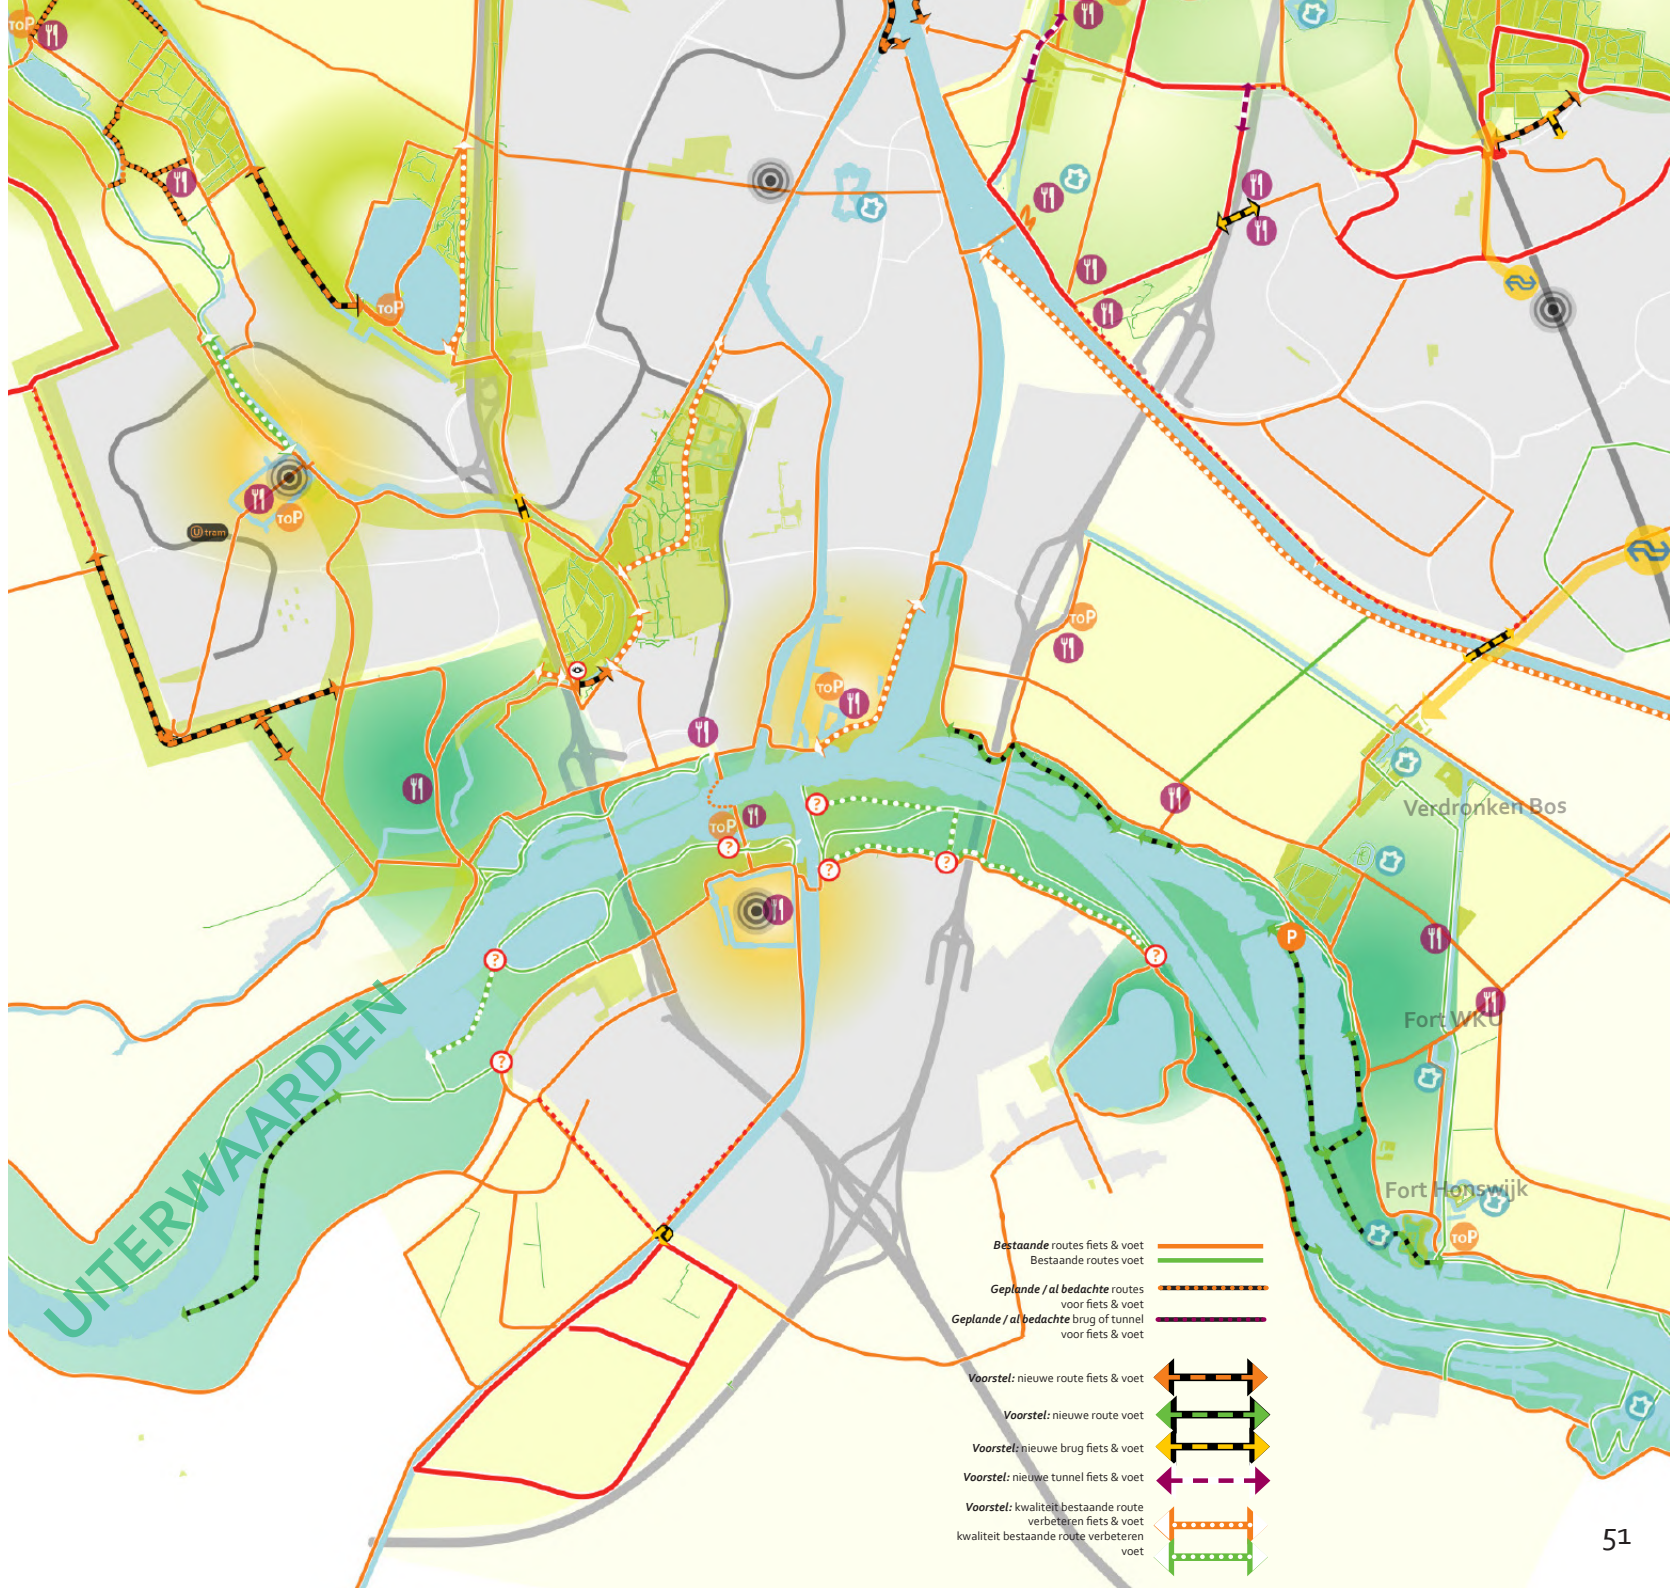 TOP
TOP
TOP
U tram
TOP
TOP
TOP
Verdronken Bos
TOP
?
?
?
?
P
?
?
UITERWAARDEN
Fort WKU
?
Fort Honswijk
TOP
Bestaande routes fiets & voet
Bestaande routes voet
Geplande / al bedachte routes
voor fiets & voet
Geplande / al bedachte brug of tunnel
voor fiets & voet
Voorstel: nieuwe route fiets & voet
Voorstel: nieuwe route voet
Voorstel: nieuwe brug fiets & voet
Voorstel: nieuwe tunnel fiets & voet
Voorstel: kwaliteit bestaande route
verbeteren fiets & voet
kwaliteit bestaande route verbeteren
voet
51